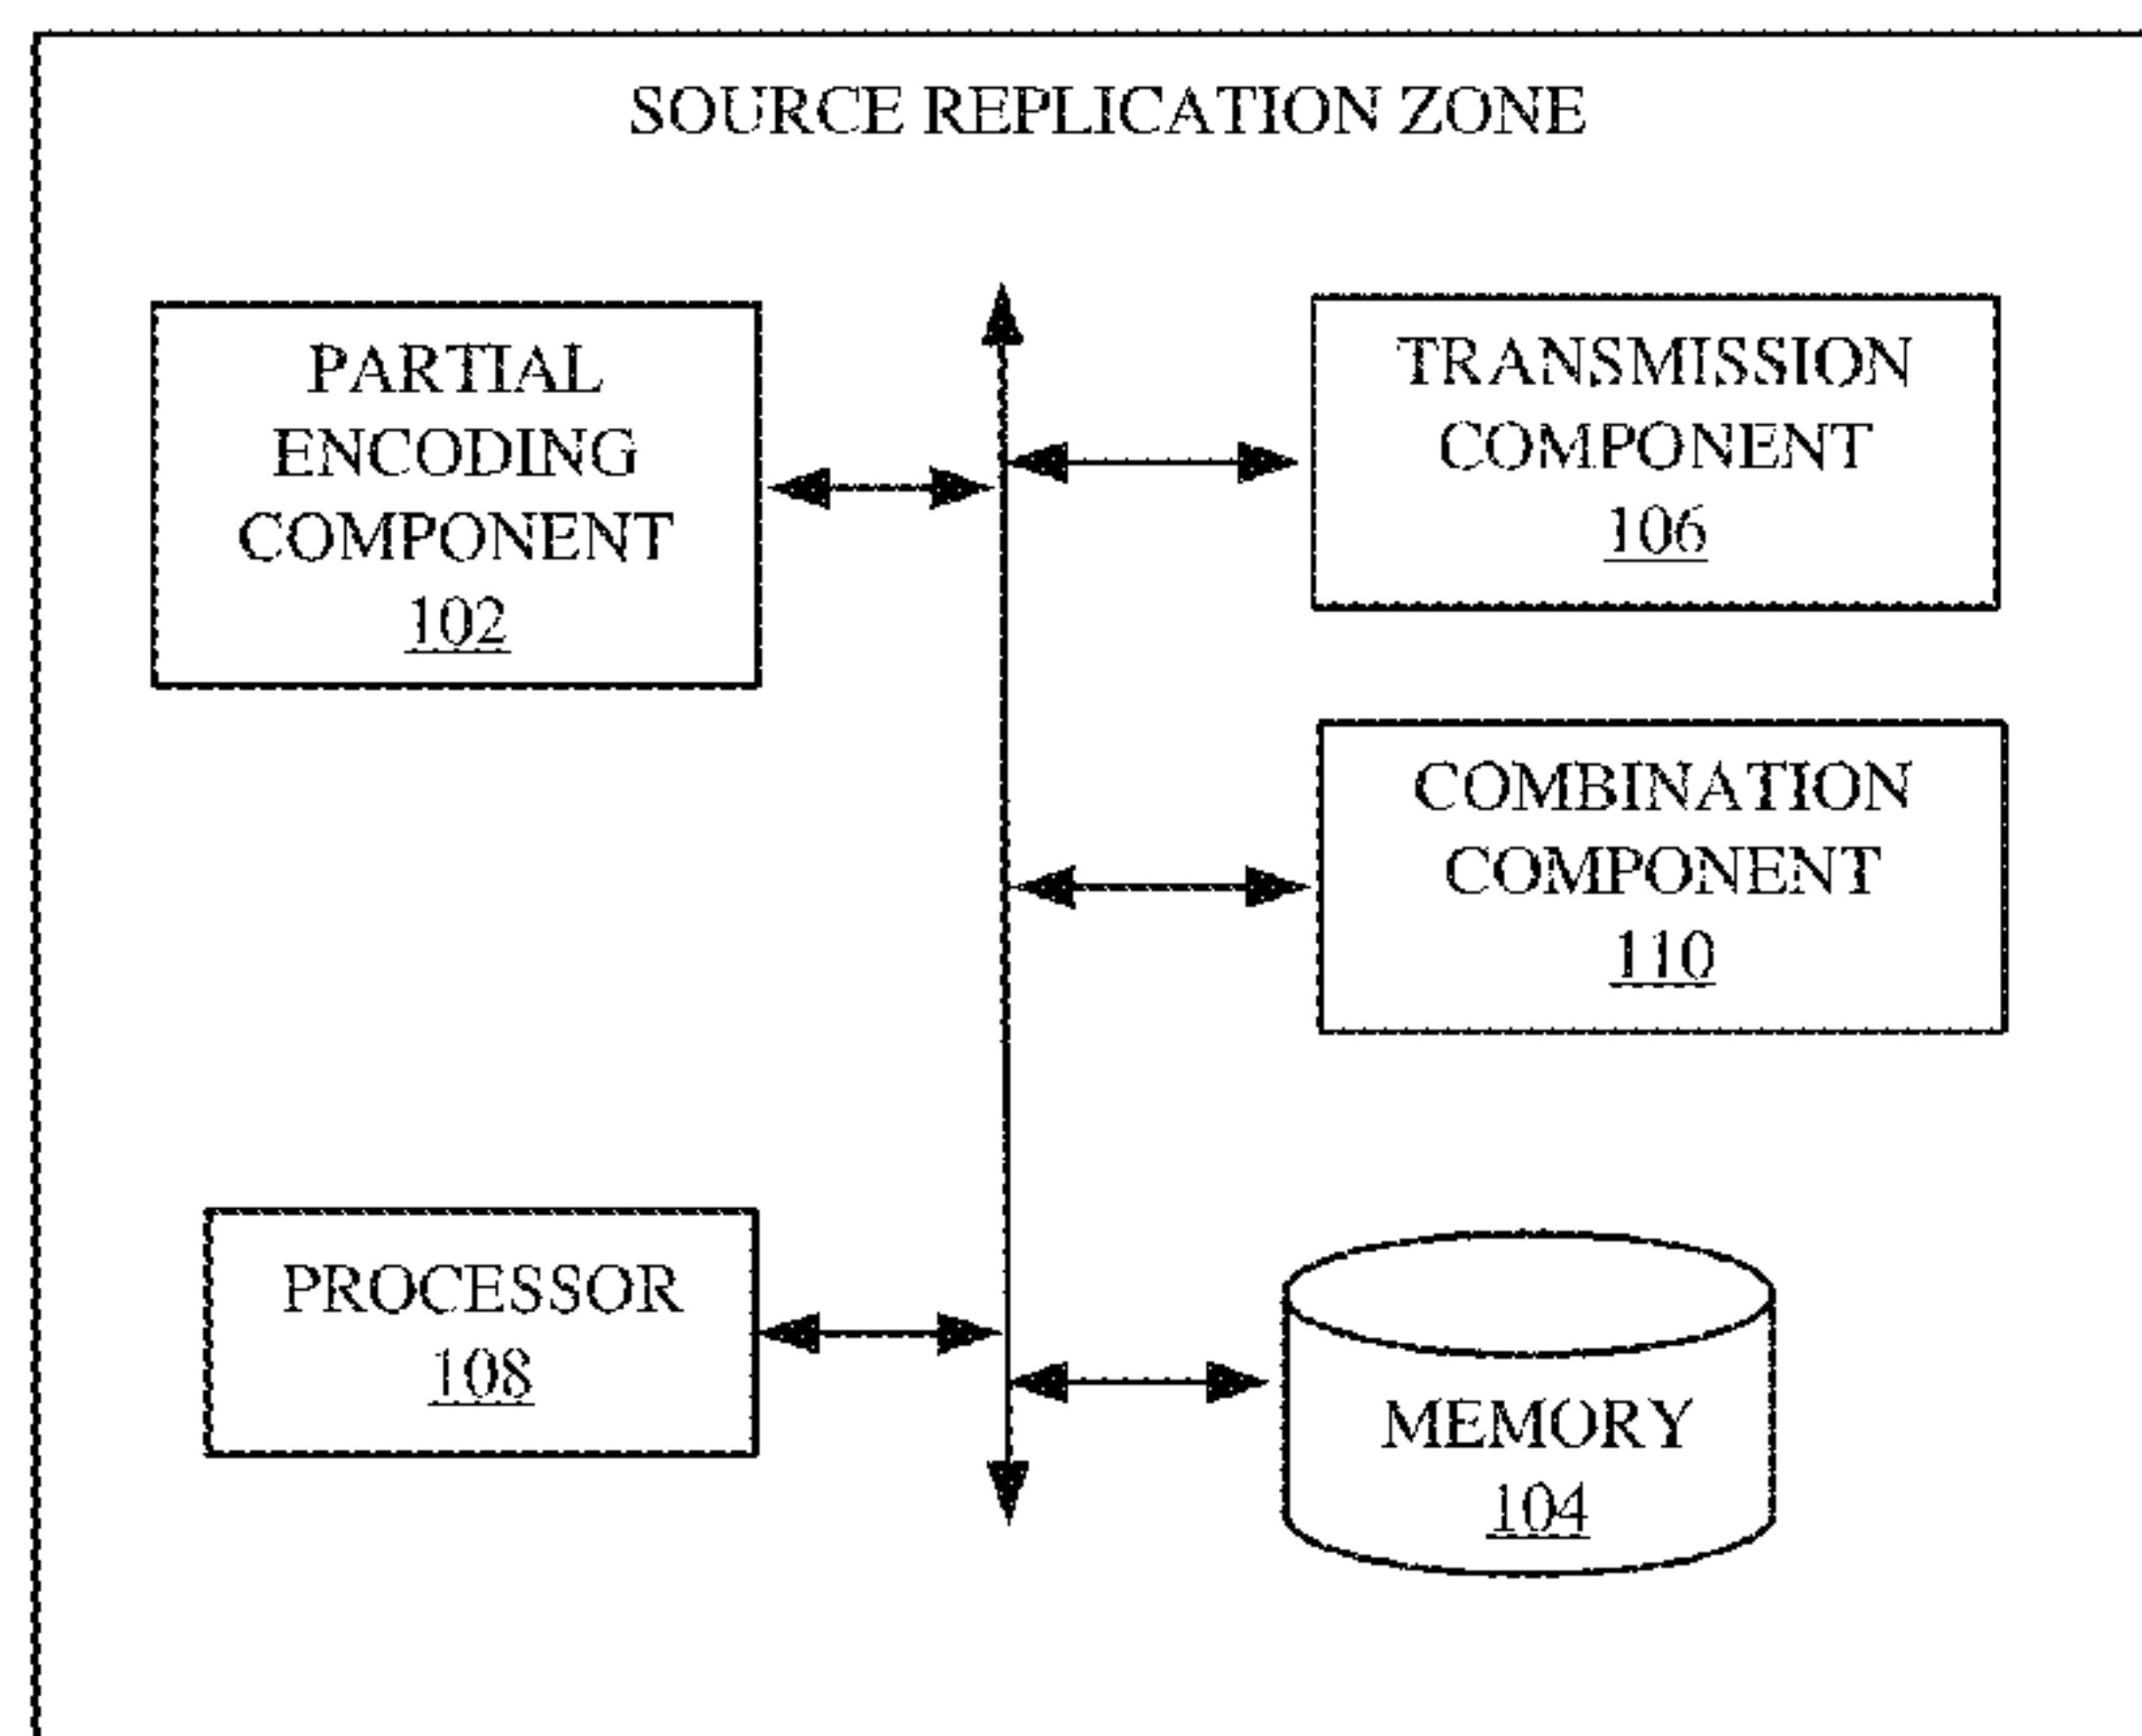 SOURCE REPLICATION ZONE
PARTIAL
ENCODING
COMPONENT
102
TRANSMISSION
COMPONENT
106
COMBINATION
COMPONENT
110
PROCESSOR
108
MEMORY
104